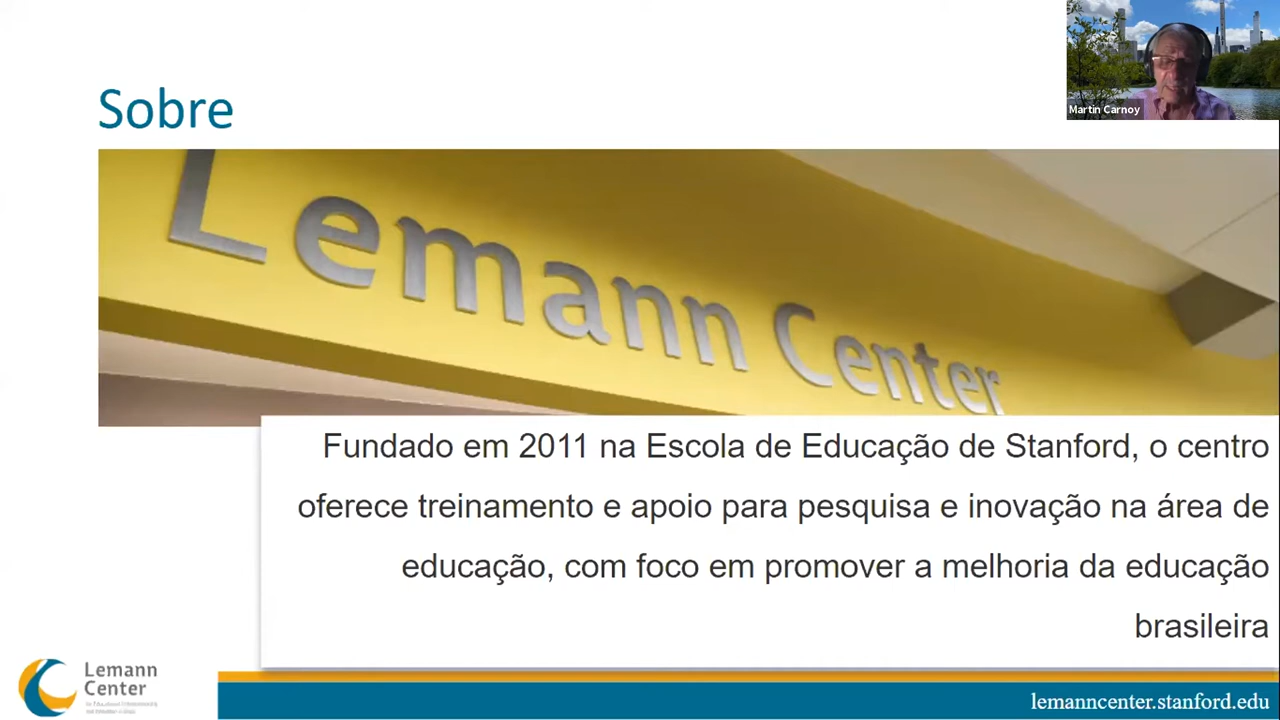 Martin Carnoy
Sobre
Lemann Center
Fundado em 2011 na Escola de Educação de Stanford, o centro
oferece treinamento e apoio para pesquisa e inovação na área de
educação, com foco em promover a melhoria da educação
brasileira
Lemann
Center
lemanncenter.stanford.edu